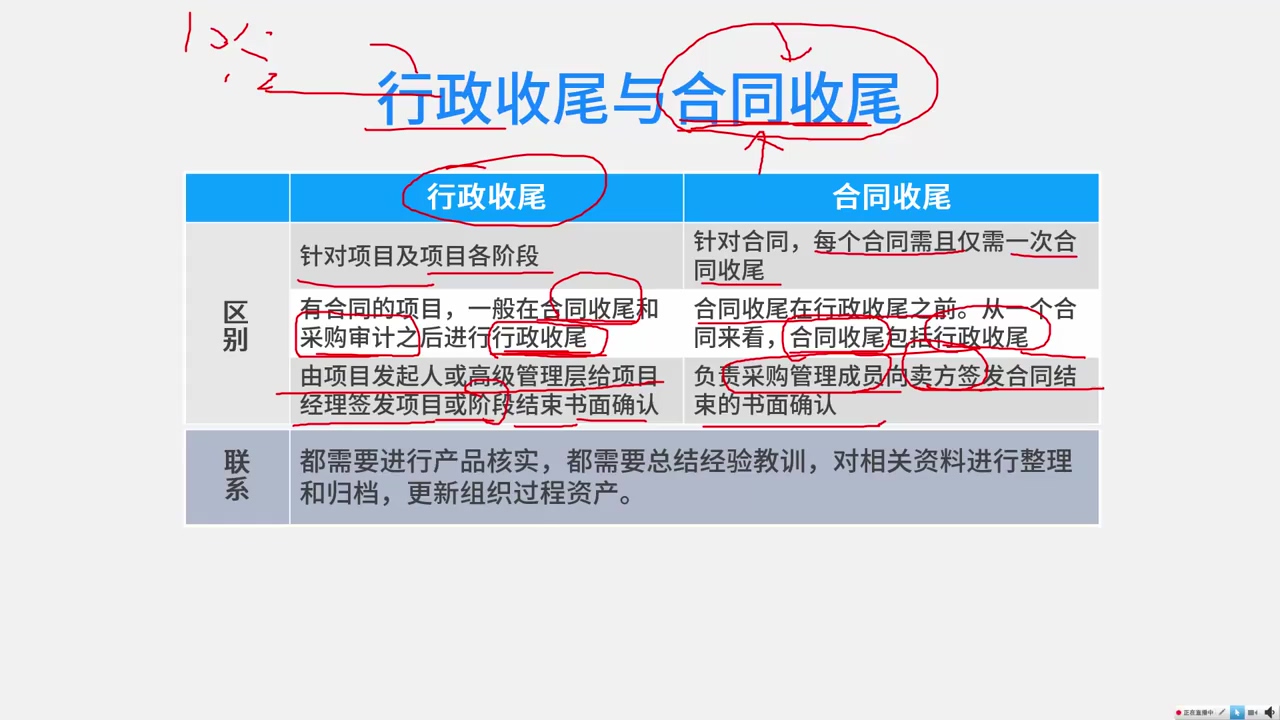 行政收尾与合同收尾
行政收尾
合同收尾
区别
针对项目及项目各阶段
针对合同，每个合同需且仅需一次合
同收尾
有合同的项目，一般在合同收尾和
采购审计之后进行行政收尾
合同收尾在行政收尾之前。从一个合
同来看，合同收尾包括行政收尾
由项目发起人或高级管理层给项目
经理签发项目或阶段结束书面确认
负责采购管理成员向卖方签发合同结
束的书面确认
联系
都需要进行产品核实，都需要总结经验教训，对相关资料进行整理
和归档，更新组织过程资产。
正在直播中